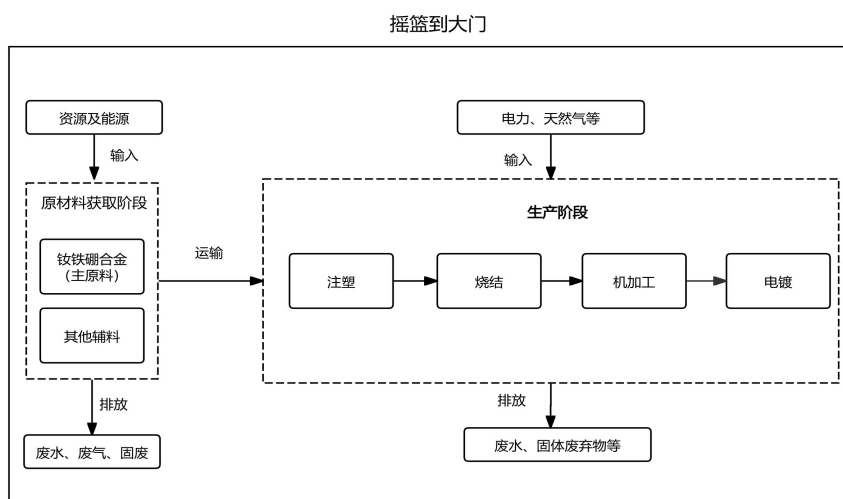 摇篮到大门
资源及能源
输入
原材料获取阶段
钕铁硼合金
（主原料）
其他辅料
排放
废水、废气、固废
运输
电力、天然气等
输入
生产阶段
注塑
烧结
机加工
电镀
排放
废水、固体废弃物等